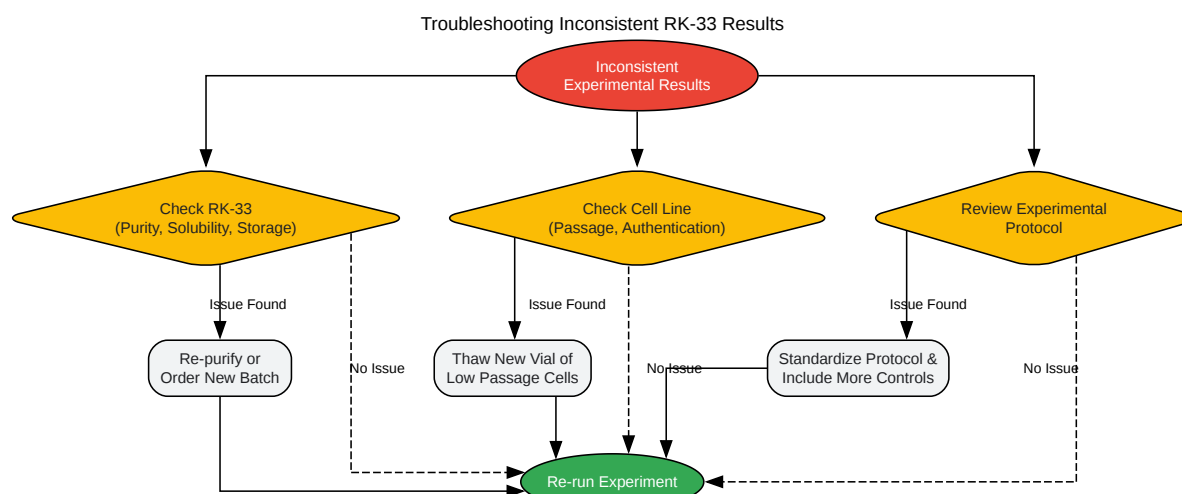 Troubleshooting Inconsistent RK-33 Results
Inconsistent
Experimental Results
Check RK-33
(Purity, Solubility, Storage)
Check Cell Line
(Passage, Authentication)
Review Experimental
Protocol
Issue Found
Issue Found
Issue Found
Re-purify or
Order New Batch
No Issue
Thaw New Vial of
Low Passage Cells
No Issue
Standardize Protocol &
Include More Controls
No Issue
Re-run Experiment